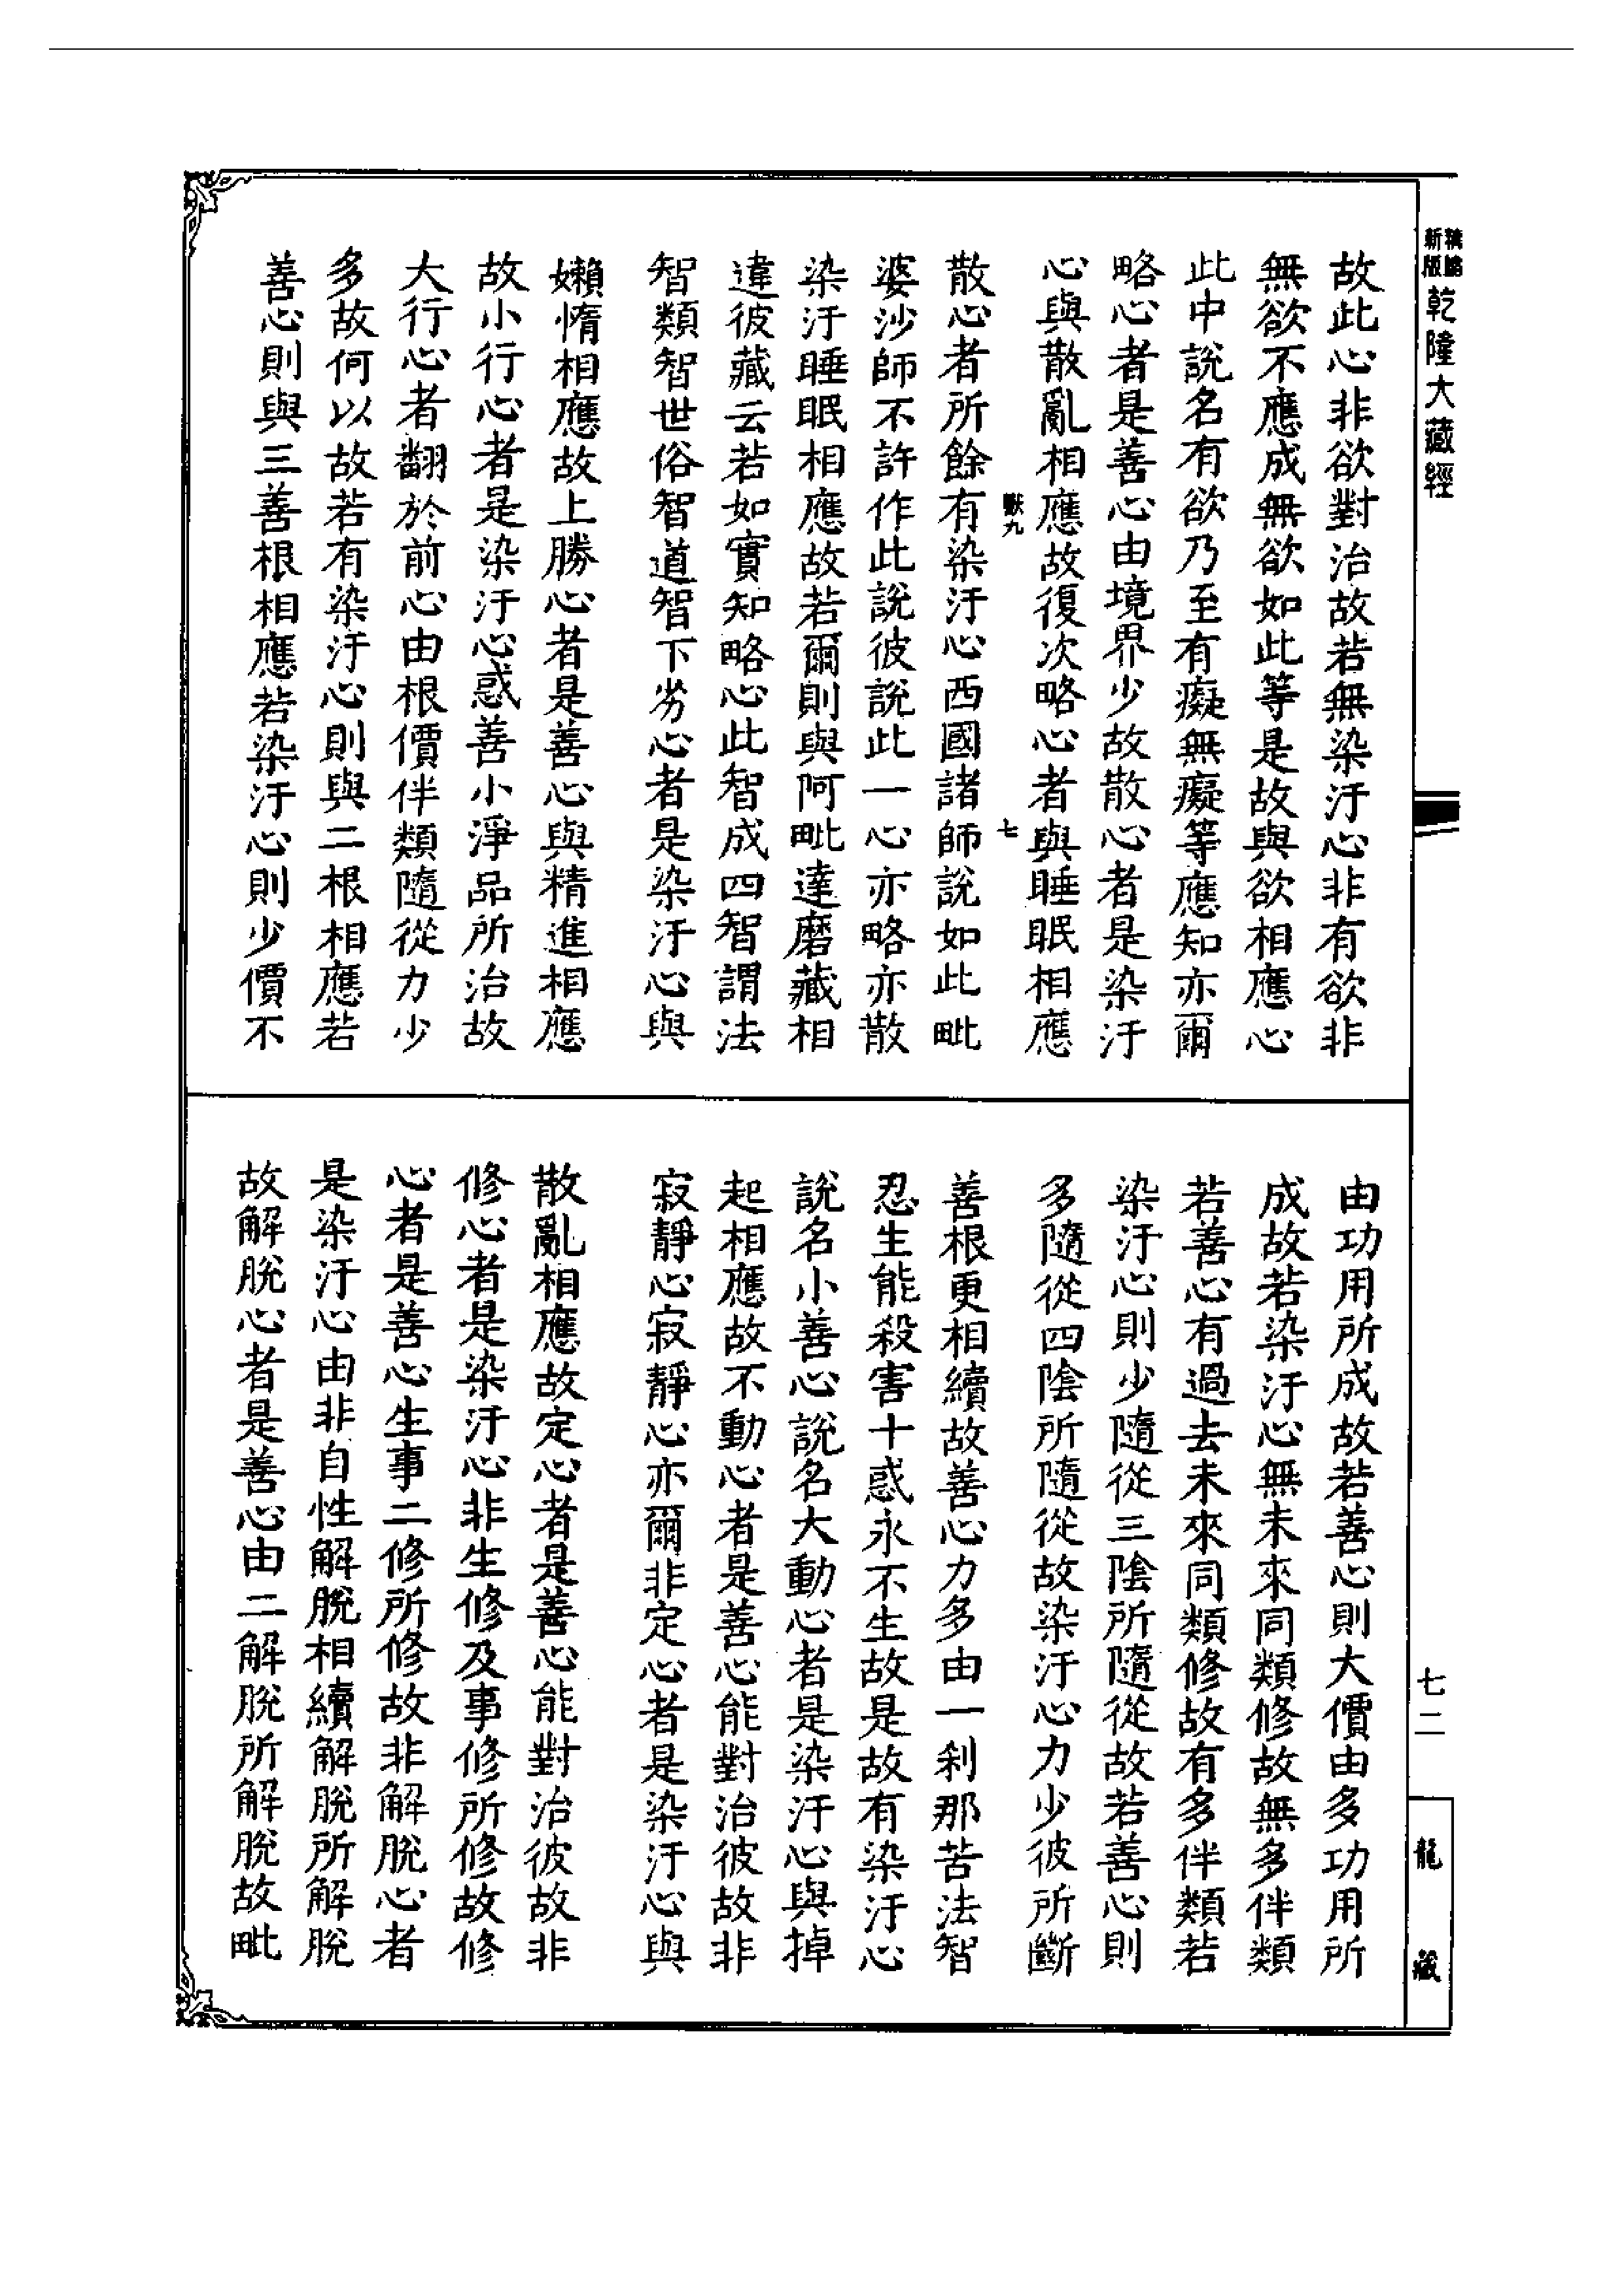 新版
精縮
乾隆大藏經
故此心非欲對治故若無染汙心非有欲非
無欲不應成無欲如此等是故與欲相應心
此中說名有欲乃至有癡無癡等應知亦爾
略心者是善心由境界少故散心者是染汙
心與散亂相應故復次略心者與睡眠相應
獸九
七
散心者所餘有染汙心西國諸師說如此毗
婆沙師不許作此說彼說此一心亦略亦散
染汙睡眠相應故若爾則與阿毗達磨藏相
違彼藏云若如實知略心此智成四智謂法
智類智世俗智道智下劣心者是染汙心與
嬾惰相應故上勝心者是善心與精進相應
故小行心者是染汙心惑善小淨品所治故
大行心者翻於前心由根價伴類隨從力少
多故何以故若有染汙心則與二根相應若
善心則與三善根相應若染汙心則少價不
由功用所成故若善心則大價由多功用所
成故若染汙心無未來同類修故無多伴類
若善心有過去未來同類修故有多伴類若
染汙心則少隨從三陰所隨從故若善心則
多隨從四陰所隨從故染汙心力少彼所斷
善根更相續故善心力多由一剎那苦法智
忍生能殺害十惑永不生故是故有染汙心
說名小善心說名大動心者是染汙心與掉
起相應故不動心者是善心能對治彼故非
寂靜心寂靜心亦爾非定心者是染汙心與
散亂相應故定心者是善心能對治彼故非
修心者是染汙心非生修及事修所修故修
心者是善心生事二修所修故非解脫心者
是染汙心由非自性解脫相續解脫所解脫
故解脫心者是善心由二解脫所解脫故毗
七二
龍藏